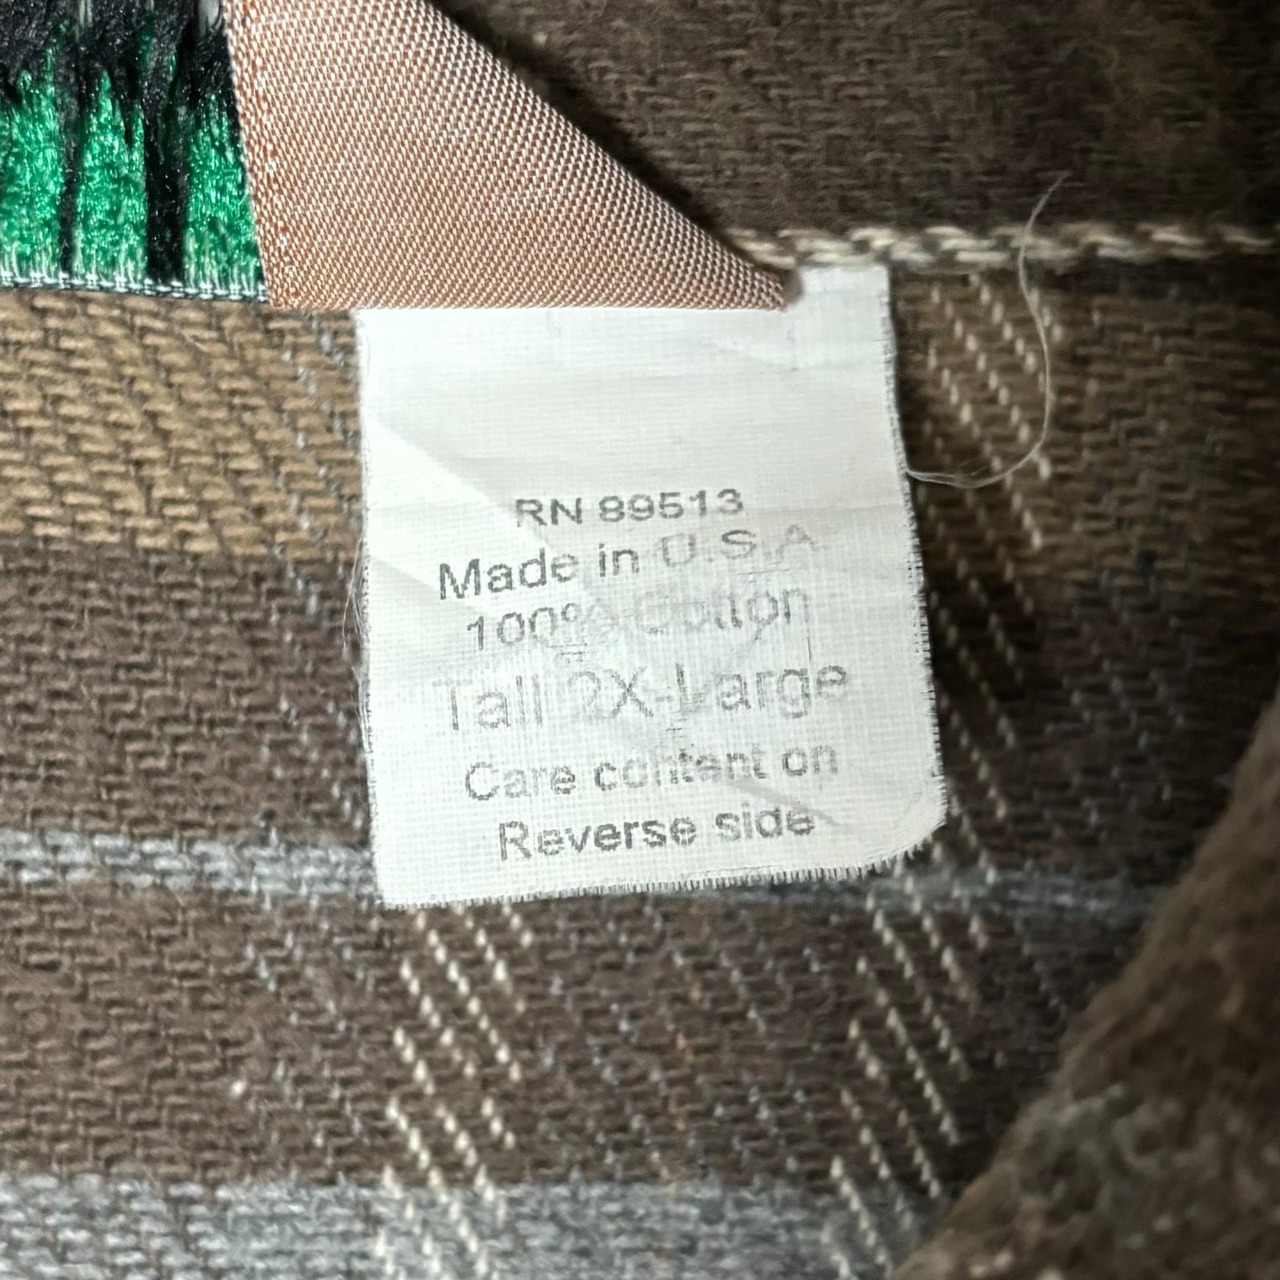 RN 89513
Made in U.S.A
100% Cotton
Tall 2X-Large
Care content on
Reverse side